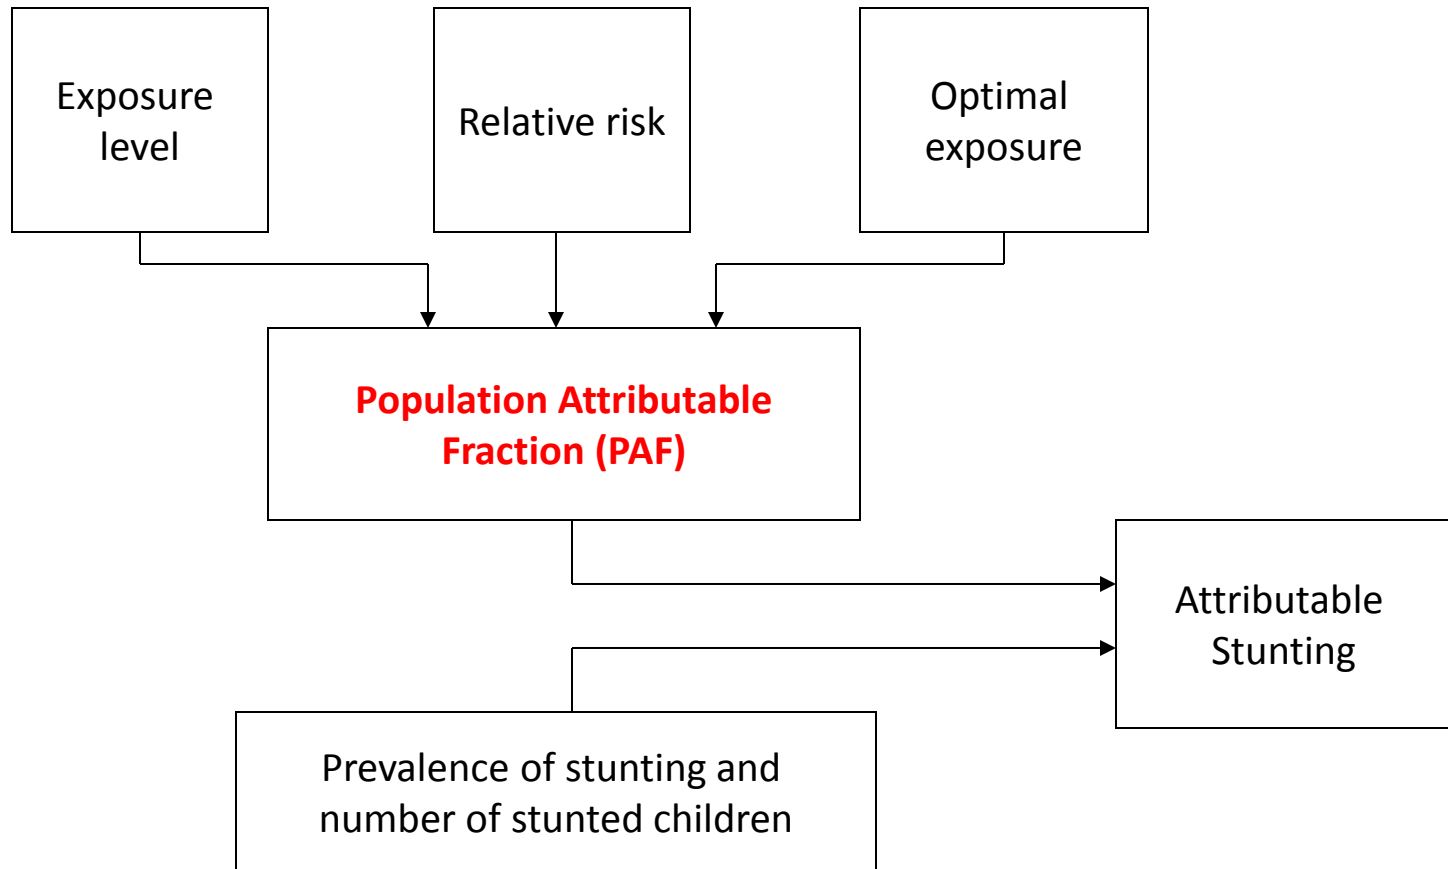 Exposure
level
Relative risk
Optimal
exposure
Population Attributable
Fraction (PAF)
Attributable
Stunting
Prevalence of stunting and
number of stunted children